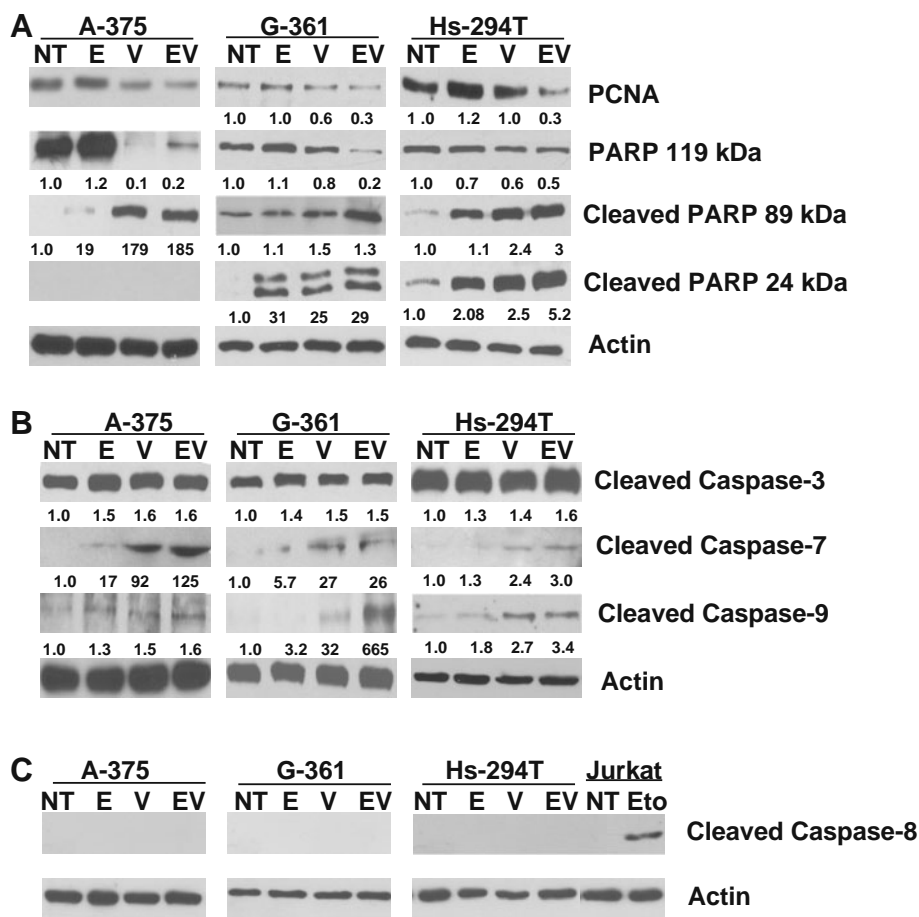 A
A-375 G-361 Hs-294T
NT E V EV NT E V EV NT E V EV
PCNA
1.0 1.0 0.6 0.3 1.0 1.2 1.0 0.3
PARP 119 kDa
1.0 1.2 0.1 0.2 1.0 1.1 0.8 0.2 1.0 0.7 0.6 0.5
Cleaved PARP 89 kDa
1.0 19 179 185 1.0 1.1 1.5 1.3 1.0 1.1 2.4 3
Cleaved PARP 24 kDa
1.0 31 25 29 1.0 2.08 2.5 5.2
Actin
B
A-375 G-361 Hs-294T
NT E V EV NT E V EV NT E V EV
Cleaved Caspase-3
1.0 1.5 1.6 1.6 1.0 1.4 1.5 1.5 1.0 1.3 1.4 1.6
Cleaved Caspase-7
1.0 17 92 125 1.0 5.7 27 26 1.0 1.3 2.4 3.0
Cleaved Caspase-9
1.0 1.3 1.5 1.6 1.0 3.2 32 665 1.0 1.8 2.7 3.4
Actin
C
A-375 G-361 Hs-294T Jurkat
NT E V EV NT E V EV NT E V EV NT Eto
Cleaved Caspase-8
Actin